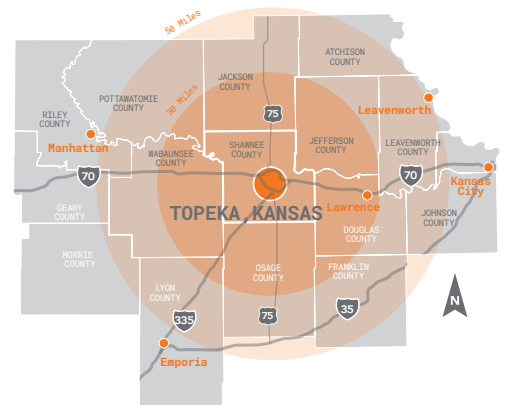 50 Miles
ATCHISON
COUNTY
JACKSON
COUNTY
30 Miles
POTTAWATOMIE
COUNTY
Leavenworth
RILEY
COUNTY
75
Manhattan
SHAWNEE
COUNTY
JEFFERSON
COUNTY
LEAVENWORTH
COUNTY
WABAUNSEE
COUNTY
70
70
Kansas
City
TOPEKA, KANSAS
Lawrence
GEARY
COUNTY
JOHNSON
COUNTY
DOUGLAS
COUNTY
MORRIS
COUNTY
OSAGE
COUNTY
FRANKLIN
COUNTY
LYON
COUNTY
N
335
75
35
Emporia